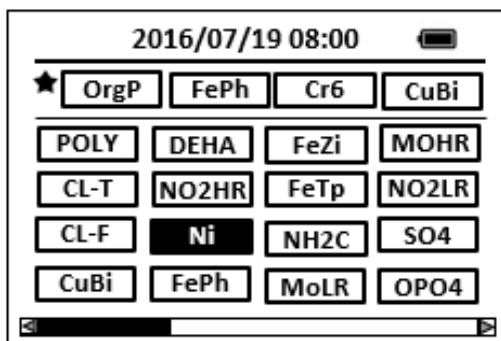 2016/07/19 08:00
OrgP FePh Cr6 CuBi
POLY DEHA FeZi MOHR
CL-T NO2HR FeTp NO2LR
CL-F Ni NH2C SO4
CuBi FePh MoLR OPO4